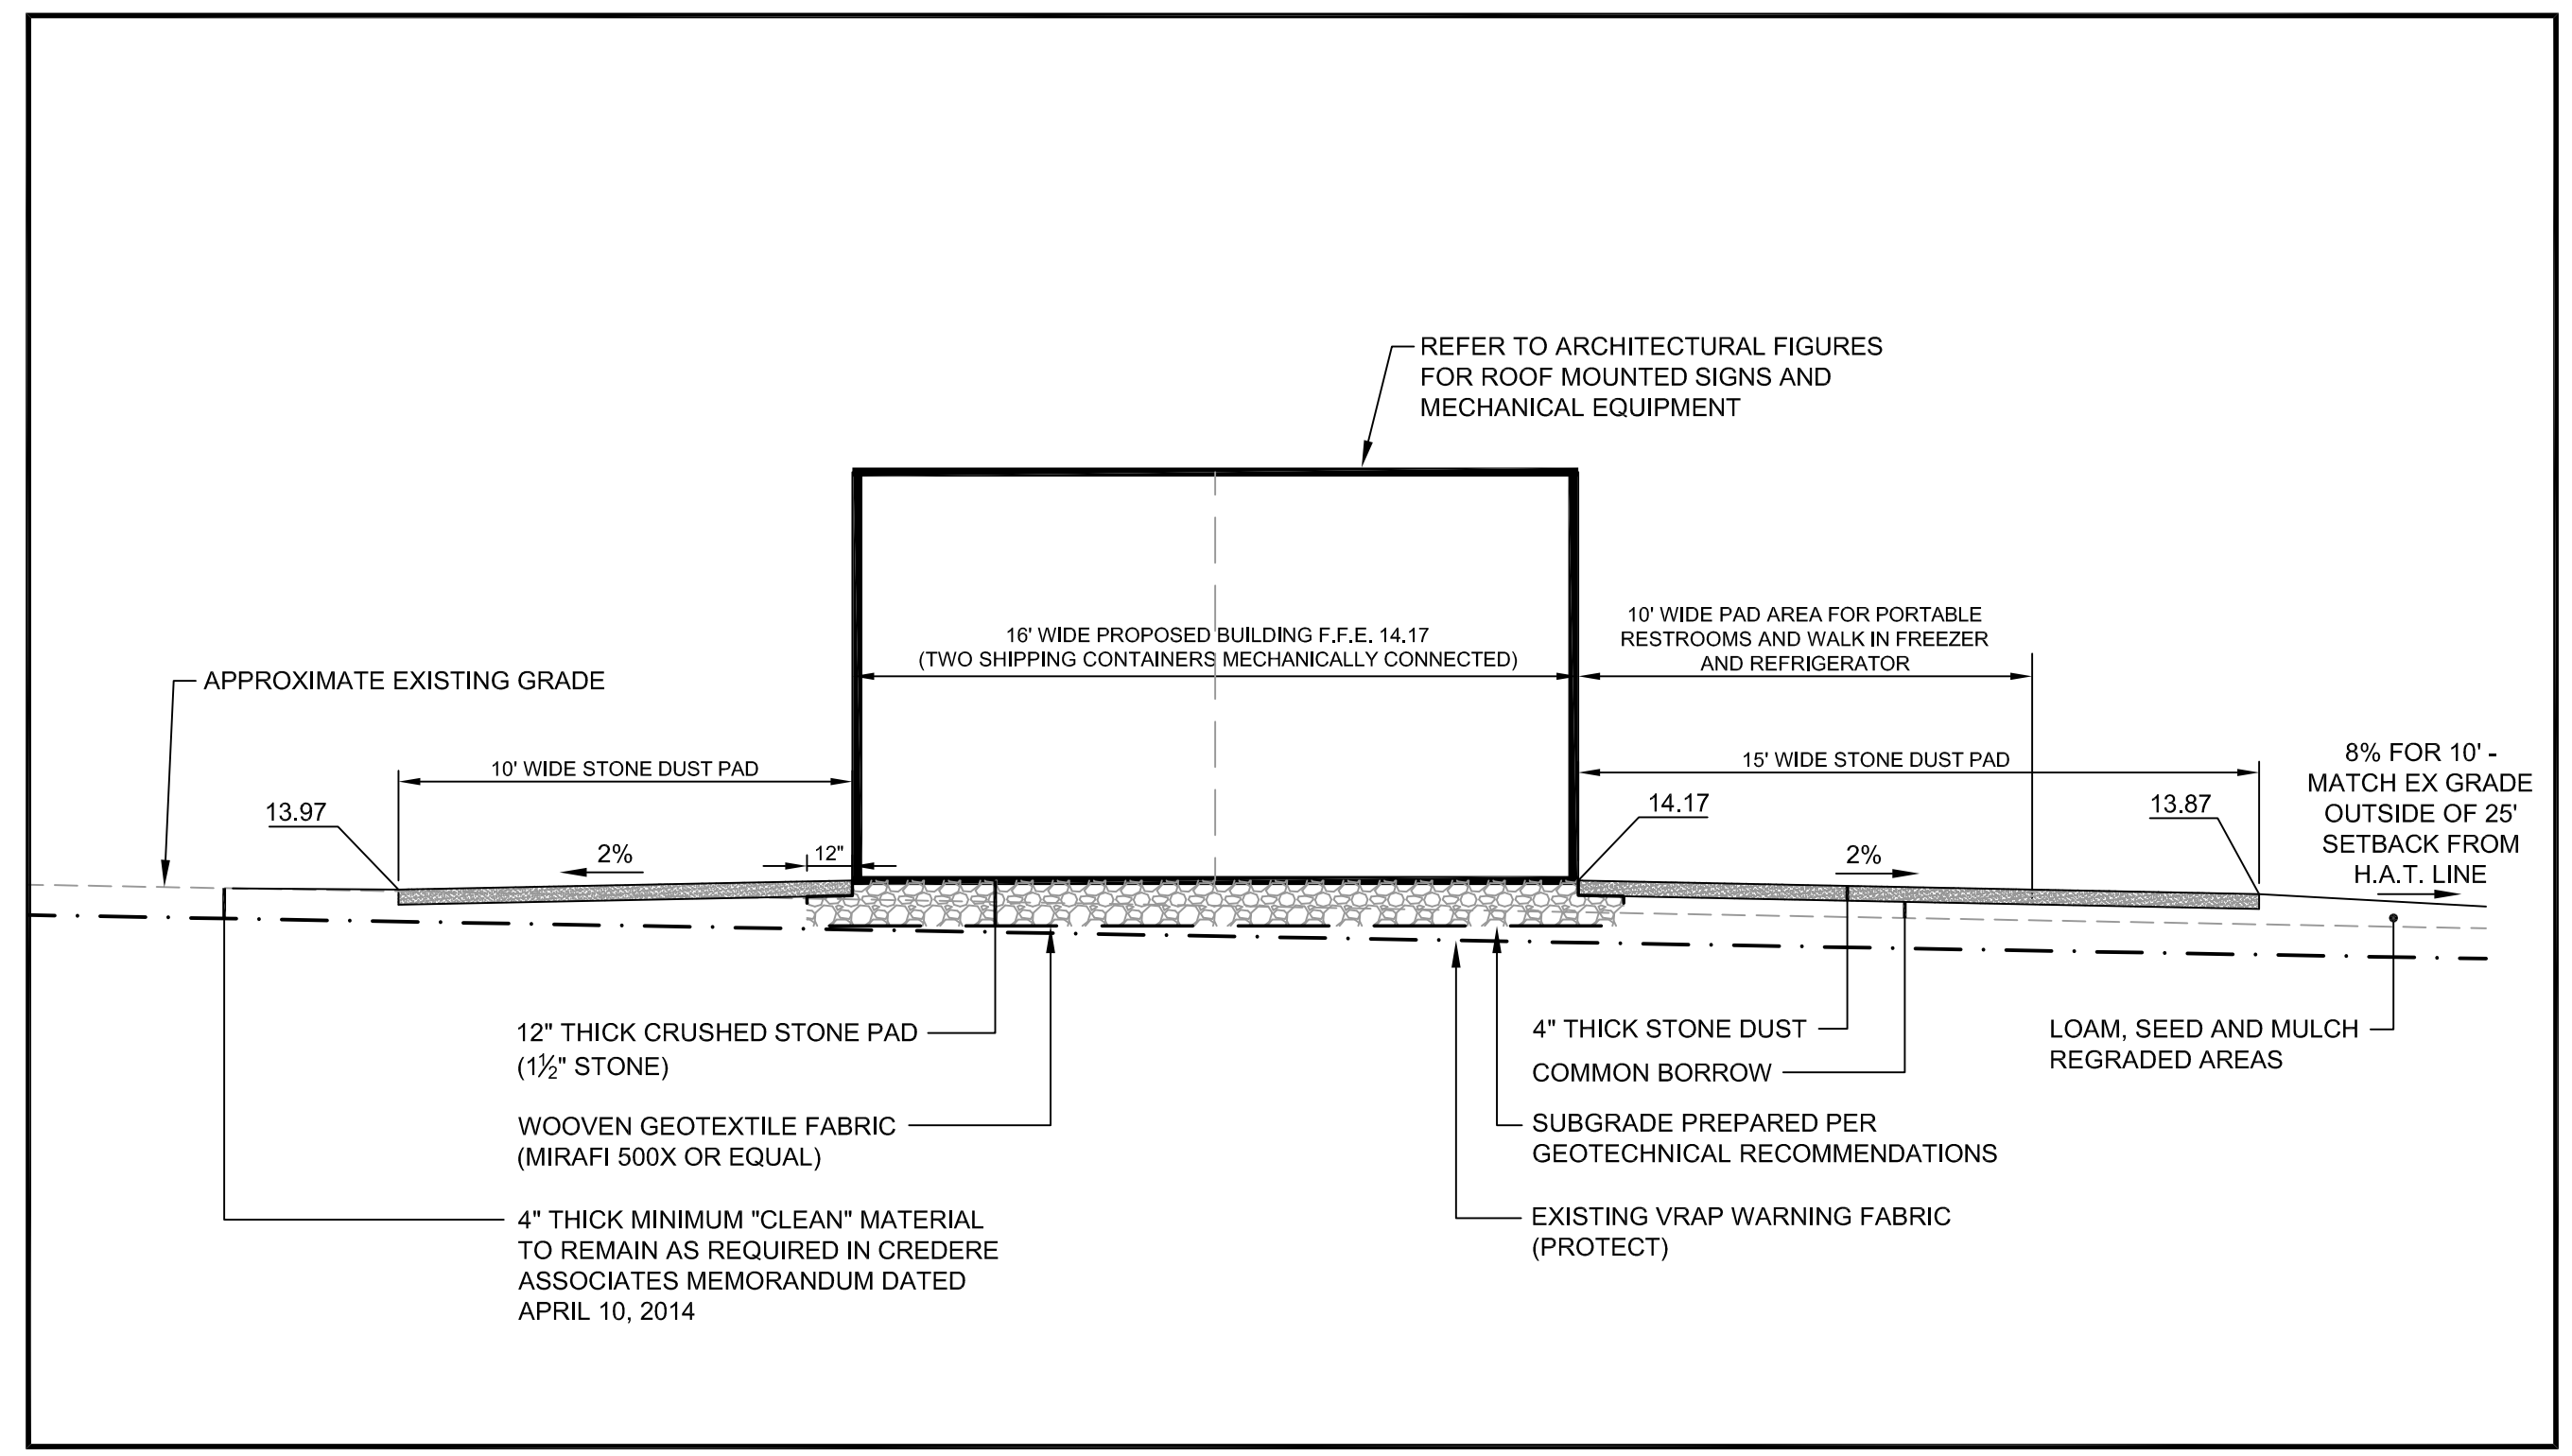 REFER TO ARCHITECTURAL FIGURES
FOR ROOF MOUNTED SIGNS AND
MECHANICAL EQUIPMENT
16' WIDE PROPOSED BUILDING F.F.E. 14.17
(TWO SHIPPING CONTAINERS MECHANICALLY CONNECTED)
10' WIDE PAD AREA FOR PORTABLE
RESTROOMS AND WALK IN FREEZER
AND REFRIGERATOR
APPROXIMATE EXISTING GRADE
10' WIDE STONE DUST PAD
15' WIDE STONE DUST PAD
8% FOR 10' -
MATCH EX GRADE
OUTSIDE OF 25'
SETBACK FROM
H.A.T. LINE
13.97
14.17
13.87
2%
12"
2%
12" THICK CRUSHED STONE PAD
(1½" STONE)
WOOVEN GEOTEXTILE FABRIC
(MIRAFI 500X OR EQUAL)
4" THICK MINIMUM "CLEAN" MATERIAL
TO REMAIN AS REQUIRED IN CREDERE
ASSOCIATES MEMORANDUM DATED
APRIL 10, 2014
4" THICK STONE DUST
COMMON BORROW
SUBGRADE PREPARED PER
GEOTECHNICAL RECOMMENDATIONS
EXISTING VRAP WARNING FABRIC
(PROTECT)
LOAM, SEED AND MULCH
REGRADED AREAS